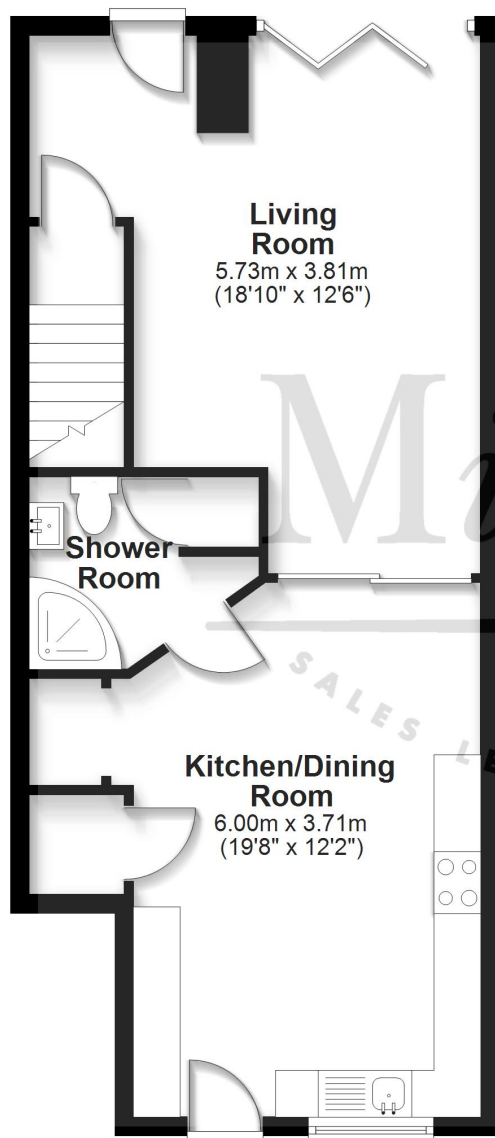 Living
Room
5.73m x 3.81m
(18'10" x 12'6")
Shower
Room
Kitchen/Dining
Room
6.00m x 3.71m
(19'8" x 12'2")
SALES